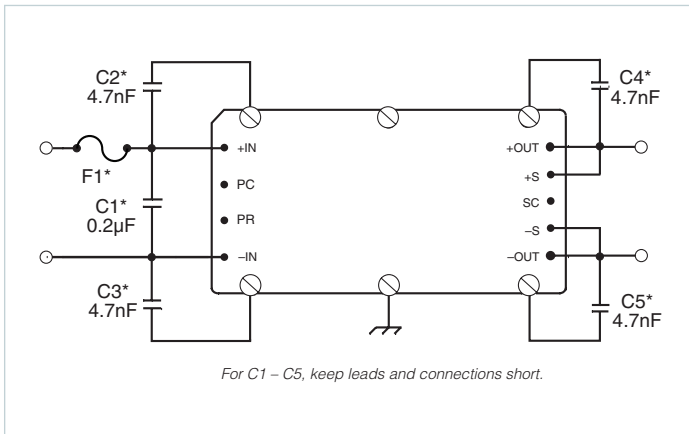 C2*
4.7nF
C4*
4.7nF
F1*
+IN
+OUT
PC
+S
C1*
0.2µF
SC
PR
–S
–IN
–OUT
C3*
4.7nF
C5*
4.7nF
For C1 – C5, keep leads and connections short.